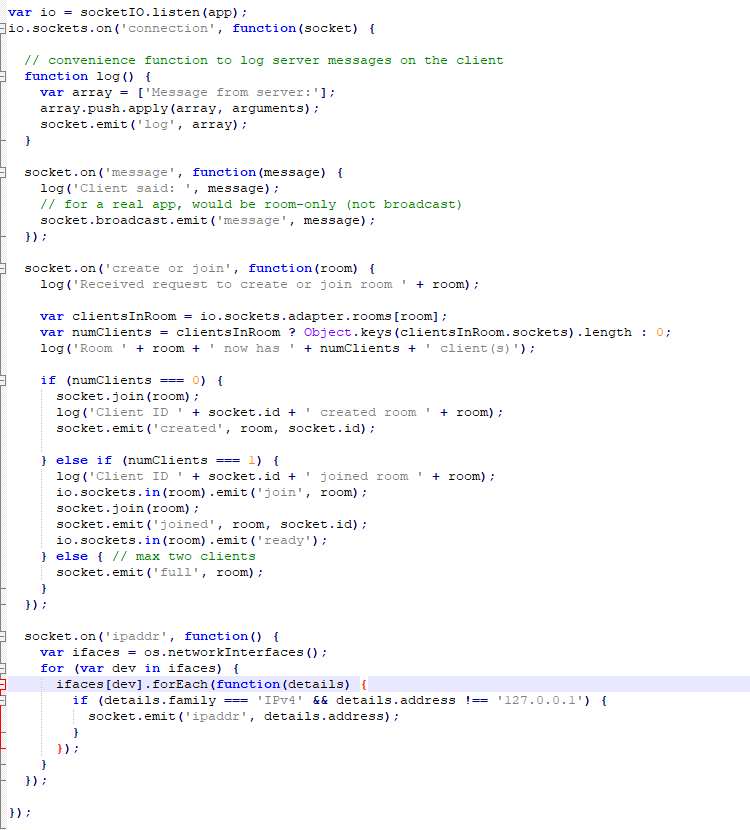 var io = socketIO.listen(app);
io.sockets.on('connection', function(socket) {
// convenience function to log server messages on the client
function log() {
var array = ['Message from server:'];
array.push.apply(array, arguments);
socket.emit('log', array);
}
socket.on('message', function(message) {
log('Client said: ', message);
// for a real app, would be room-only (not broadcast)
socket.broadcast.emit('message', message);
});
socket.on('create or join', function(room) {
log('Received request to create or join room ' + room);
var clientsInRoom = io.sockets.adapter.rooms[room];
var numClients = clientsInRoom ? Object.keys(clientsInRoom.sockets).length : 0;
log('Room ' + room + ' now has ' + numClients + ' client(s)');
if (numClients === 0) {
socket.join(room);
log('Client ID ' + socket.id + ' created room ' + room);
socket.emit('created', room, socket.id);
} else if (numClients === 1) {
log('Client ID ' + socket.id + ' joined room ' + room);
io.sockets.in(room).emit('join', room);
socket.join(room);
socket.emit('joined', room, socket.id);
io.sockets.in(room).emit('ready');
} else { // max two clients
socket.emit('full', room);
}
});
socket.on('ipaddr', function() {
var ifaces = os.networkInterfaces();
for (var dev in ifaces) {
ifaces[dev].forEach(function(details) {
if (details.family === 'IPv4' && details.address !== '127.0.0.1') {
socket.emit('ipaddr', details.address);
}
});
}
});
});